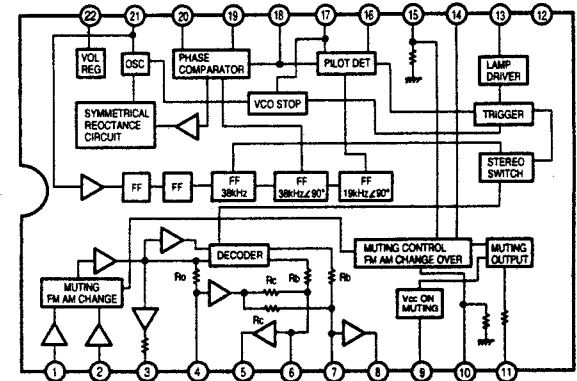 22 21 20 19 18 17 16 15 14 13 12
VOL
REG
OSC
PHASE
COMPARATOR
PILOT DET
LAMP
DRIVER
VCO STOP
TRIGGER
SYMMETRICAL
REOCTANCE
CIRCUIT
STEREO
SWITCH
FF
FF
FF
38kHz
FF
38kHz∠90°
FF
19kHz∠90°
DECODER
MUTING CONTROL
FM AM CHANGE OVER
MUTING
OUTPUT
Ro
Rc
Rb
Rb
MUTING
FM AM CHANGE
Vcc ON
MUTING
Rc
1 2 3 4 5 6 7 8 9 10 11